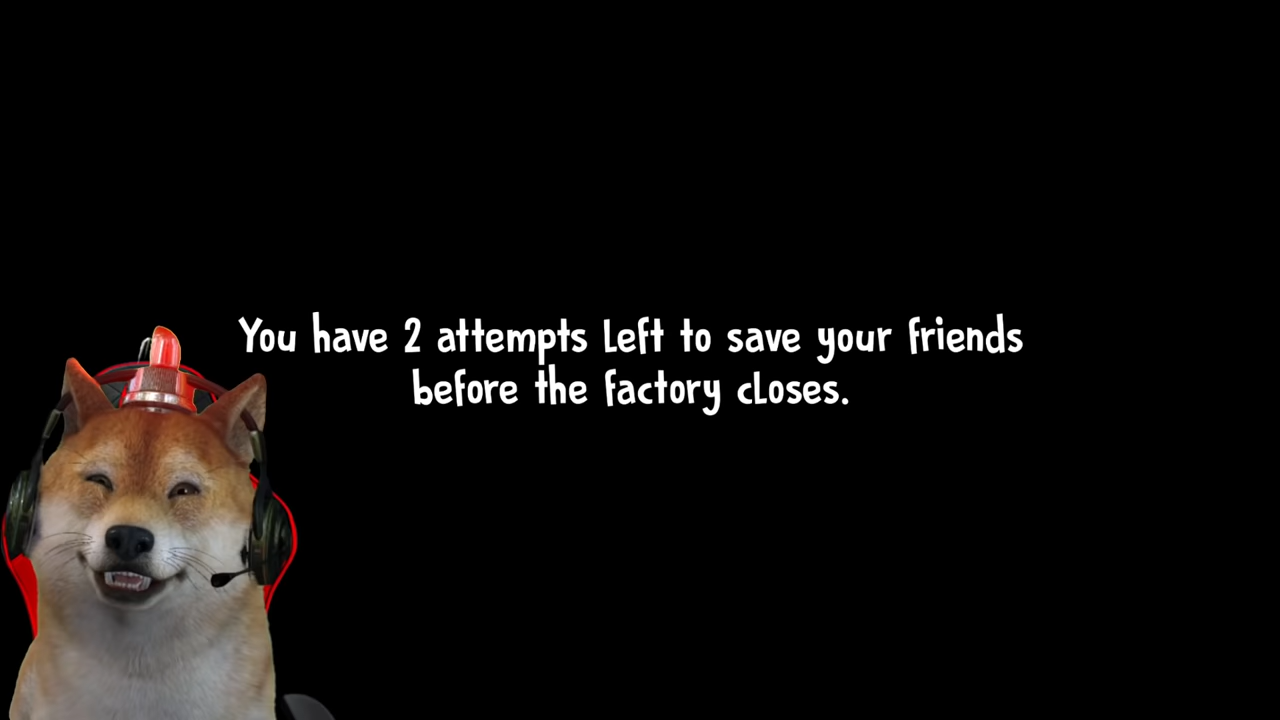 You have 2 attempts left to save your friends
before the factory closes.